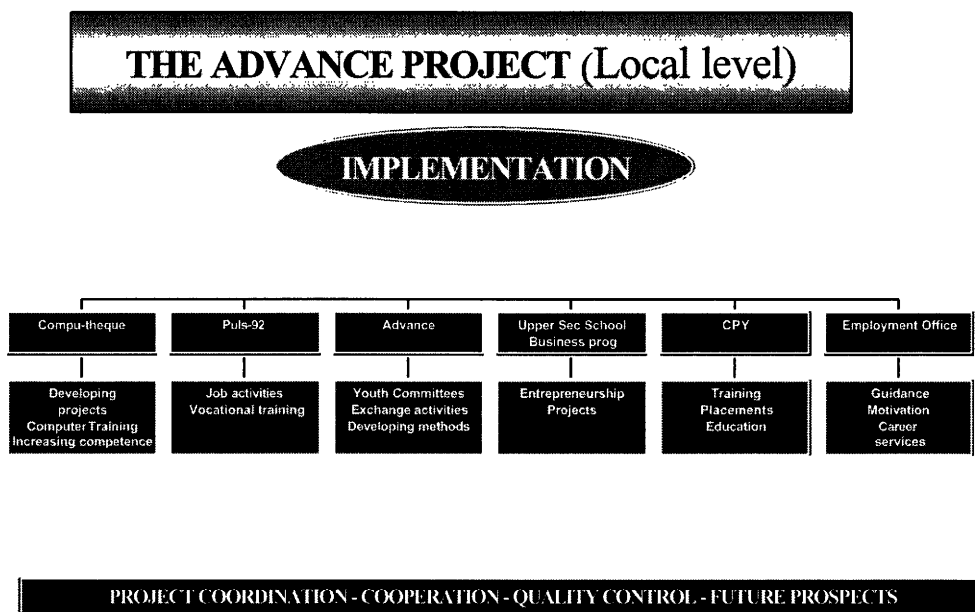 THE ADVANCE PROJECT (Local level)
IMPLEMENTATION
Compu-theque
Developing
projects
Computer Training
Increasing competence
Puls-92
Job activities
Vocational training
Advance
Youth Committees
Exchange activities
Developing methods
Upper Sec School
Business prog
Entrepreneurship
Projects
CPY
Training
Placements
Education
Employment Office
Guidance
Motivation
Career
services
PROJECT COORDINATION - COOPERATION - QUALITY CONTROL - FUTURE PROSPECTS